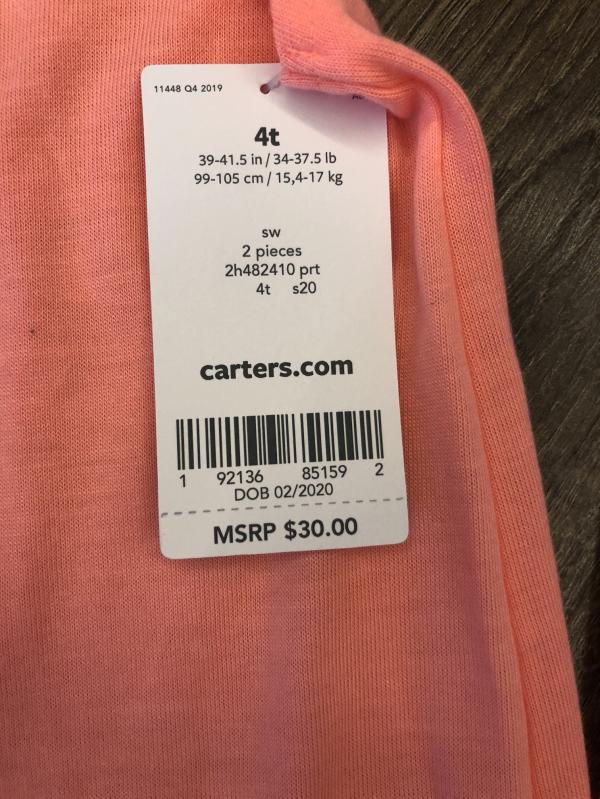 11448 Q4 2019
4t
39-41.5 in / 34-37.5 lb
99-105 cm / 15,4-17 kg
sw
2 pieces
2h482410 prt
4t s20
carters.com
1 92136 85159 2
DOB 02/2020
MSRP $30.00